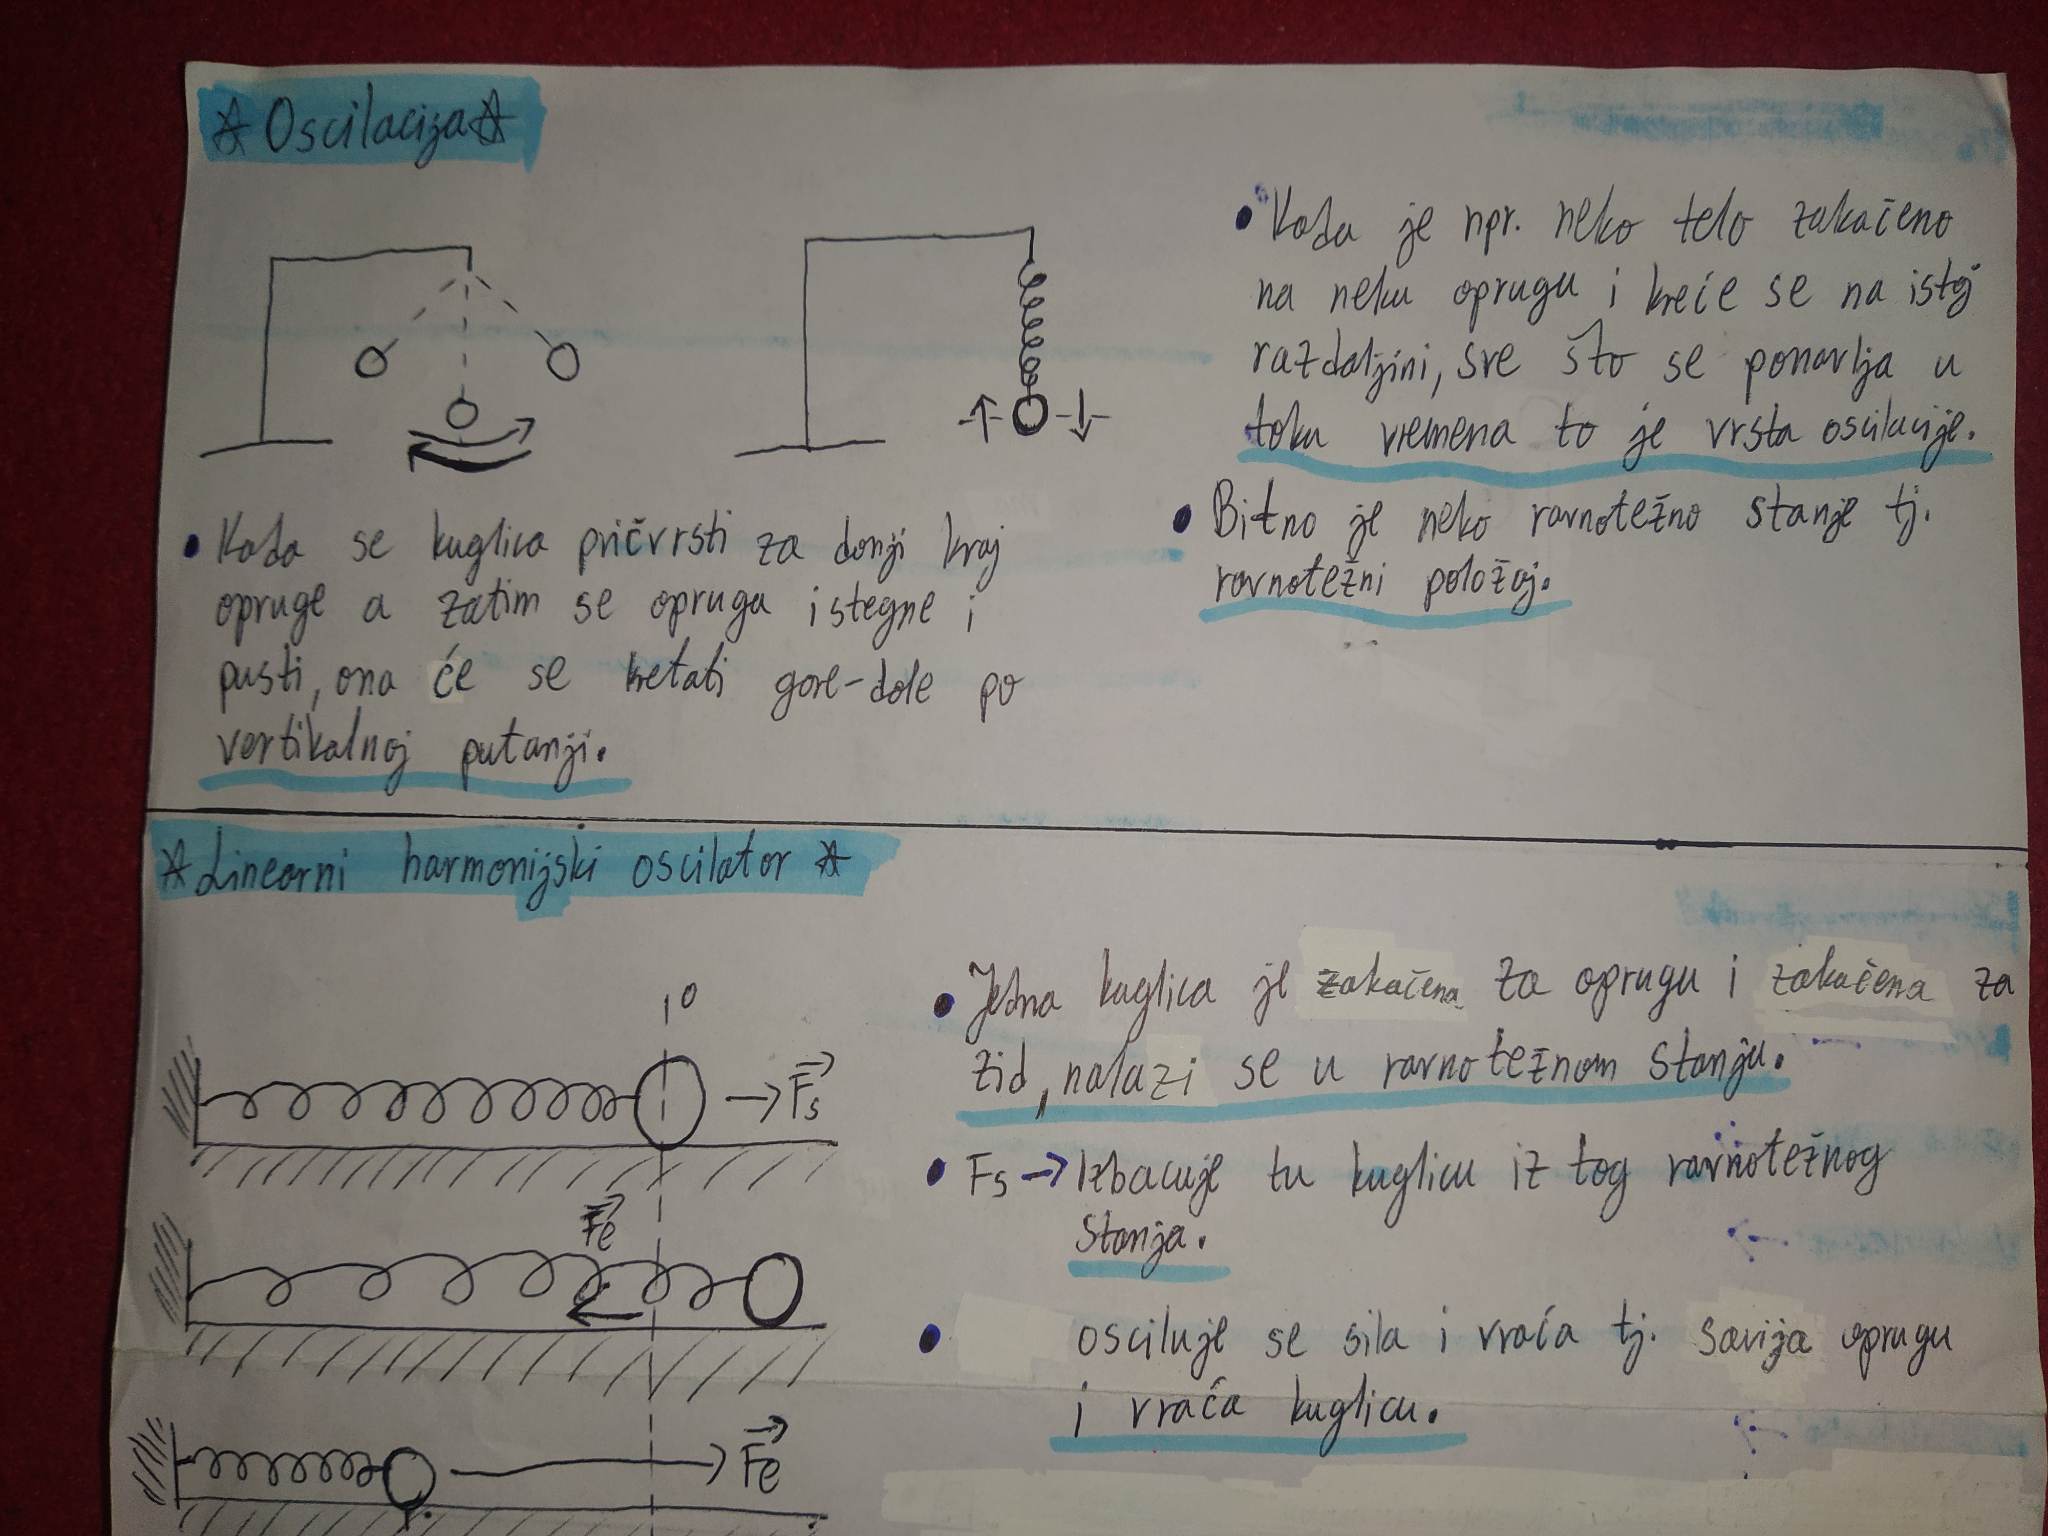 ☆ Oscilacija ☆
• Kada je npr. neko telo zakačeno
na neku oprugu i kreće se na istoj
razdaljini, sve što se ponavlja u
toku vremena to je vrsta oscilacije.
• Bitno je neko ravnotežno stanje tj.
ravnotežni položaj.
• Kada se kuglica pričvrsti za donji kraj
opruge a zatim se opruga istegne i
pusti, ona će se kretati gore-dole po
vertikalnoj putanji.
☆ Linearni harmonijski oscilator ☆
0
Fs
Fe
Fe
• Jedna kuglica je zakačena za oprugu i zakačena za
zid, nalazi se u ravnotežnom stanju.
• Fs → Izbacuje tu kuglicu iz tog ravnotežnog
stanja.
• osciluje se sila i vraća tj. savija oprugu
i vraća kuglicu.